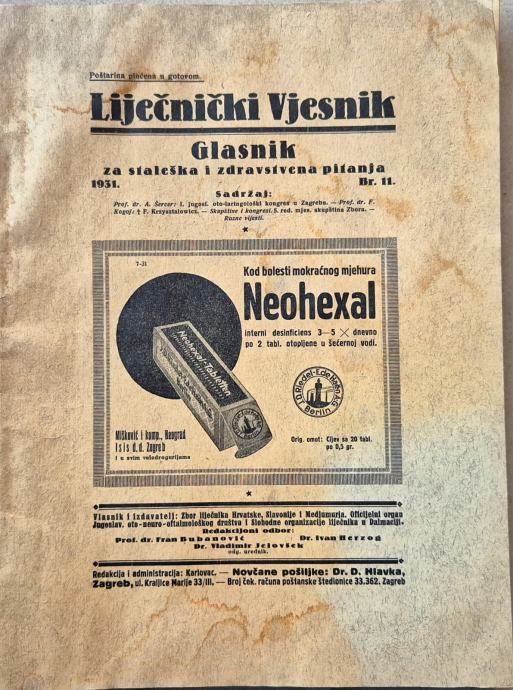 Poštarina plaćena u gotovom.
Liječnički Vjesnik
Glasnik
za staleška i zdravstvena pitanja
1931. Br. 11.
Sadržaj:
Prof. dr. A. Šercer: I. jugosl. oto-laringološki kongres u Zagrebu. — Prof. dr. F.
Kogoj: † F. Krzysztalowicz. — Skupštine i kongresi. 5. red. mjes. skupština Zbora. —
Razne vijesti.
7-31
Kod bolesti mokraćnog mjehura
Neohexal
interni desinficiens 3—5 × dnevno
po 2 tabl. otopljene u šećernoj vodi.
Neohexal-Tabletten
J.D. Riedel-E.de Haën A.G.
Berlin
Mišković i komp., Beograd
Isis d.d. Zagreb
i u svim veledrogerijama
Orig. omot: Cijev sa 20 tabl.
po 0,5 gr.
Vlasnik i izdavatelj: Zbor liječnika Hrvatske, Slavonije i Medjumurja. Oficijelni organ
Jugoslav. oto-neuro-oftalmološkog društva i Slobodne organizacije liječnika u Dalmaciji.
Redakcijoni odbor:
Prof. dr. Fran Bubanović Dr. Ivan Herzog
Dr. Vladimir Jelovšek
odg. urednik.
Redakcija i administracija: Karlovac. — Novčane pošiljke: Dr. D. Mlavka,
Zagreb, ul. Kraljice Marije 33/III. — Broj ček. računa poštanske štedionice 33.362. Zagreb